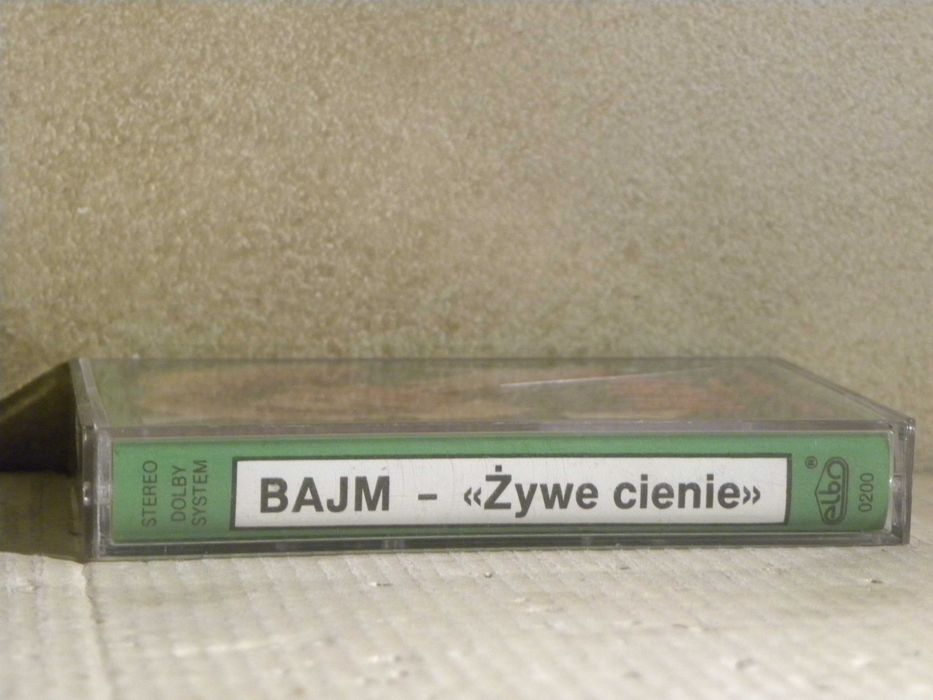 STEREO
DOLBY
SYSTEM
BAJM – «Żywe cienie»
elbo ®
0200